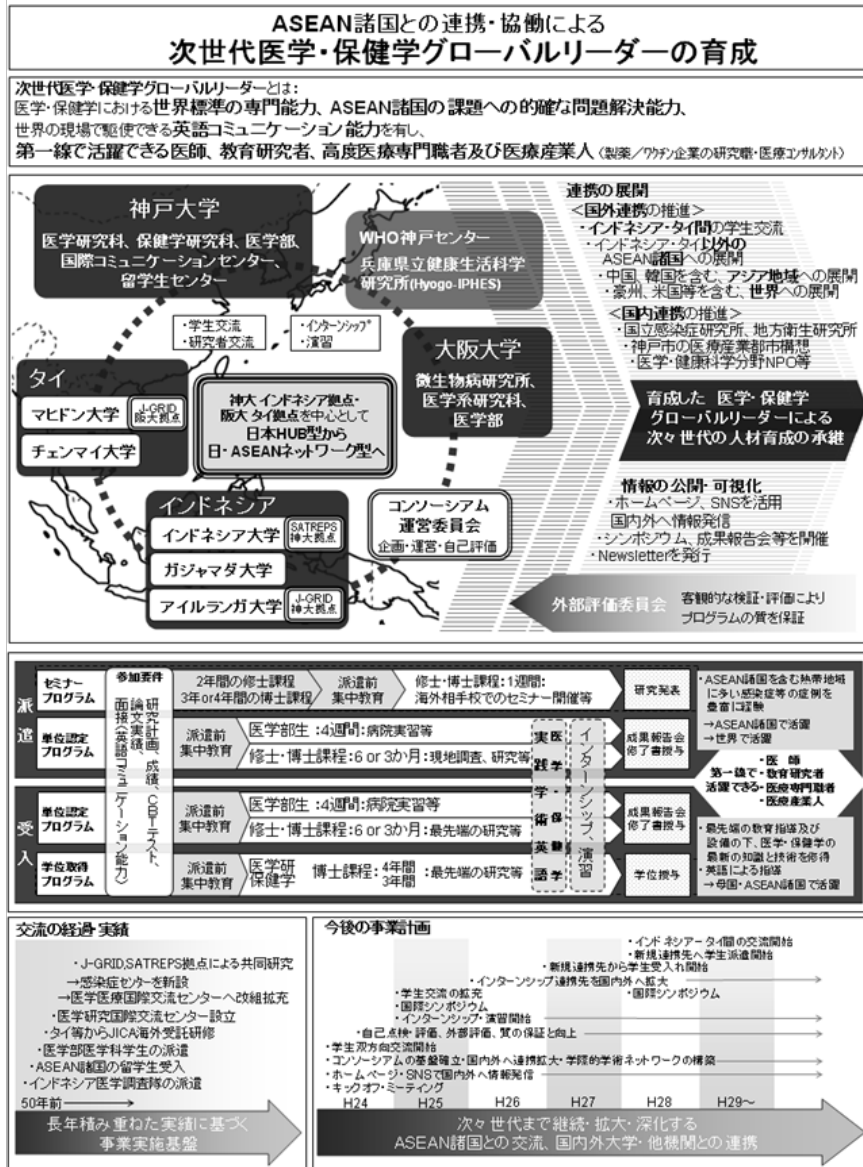 ASEAN諸国との連携・協働による
次世代医学・保健学グローバルリーダーの育成
次世代医学・保健学グローバルリーダーとは:
医学・保健学における世界標準の専門能力、ASEAN諸国の課題への的確な問題解決能力、
世界の現場で駆使できる英語コミュニケーション能力を有し、
第一線で活躍できる医師、教育研究者、高度医療専門職者及び医療産業人（製薬／ワクチン企業の研究職・医療コンサルタント）
神戸大学
医学研究科、保健学研究科、医学部、
国際コミュニケーションセンター、
留学生センター
WHO神戸センター
兵庫県立健康生活科学
研究所(Hyogo-IPHES)
・学生交流
・研究者交流
・インターンシップ
・演習
大阪大学
微生物病研究所、
医学系研究科、
医学部
タイ
マヒドン大学
J-GRID
阪大拠点
チェンマイ大学
神大 インドネシア拠点・
阪大 タイ拠点を中心として
日本HUB型から
日・ASEANネットワーク型へ
インドネシア
インドネシア大学
SATREPS
神大拠点
ガジャマダ大学
アイルランガ大学
J-GRID
神大拠点
コンソーシアム
運営委員会
企画・運営・自己評価
連携の展開
＜国外連携の推進＞
・インドネシア・タイ間の学生交流
・インドネシア・タイ以外の
ASEAN諸国への展開
・中国、韓国を含む、アジア地域への展開
・豪州、米国等を含む、世界への展開
＜国内連携の推進＞
・国立感染症研究所、地方衛生研究所
・神戸市の医療産業都市構想
・医学・健康科学分野NPO等
育成した 医学・保健学
グローバルリーダーによる
次々世代の人材育成の承継
情報の公開・可視化
・ホームページ、SNSを活用
国内外へ情報発信
・シンポジウム、成果報告会等を開催
・Newsletterを発行
外部評価委員会
客観的な検証・評価により
プログラムの質を保証
派遣
セミナー
プログラム
参加要件
研究計画、成績、CBTテスト、
論文実績、
面接（英語コミュニケーション能力）
2年間の修士課程
3年or4年間の博士課程
派遣前
集中教育
修士・博士課程:1週間:
海外相手校でのセミナー開催等
研究発表
単位認定
プログラム
派遣前
集中教育
医学部生:4週間:病院実習等
修士・博士課程:6 or 3か月:現地調査、研究等
成果報告会
修了書授与
受入
単位認定
プログラム
派遣前
集中教育
医学部生:4週間:病院実習等
修士・博士課程:6 or 3か月:最先端の研究等
成果報告会
修了書授与
学位取得
プログラム
派遣前
集中教育
医学研
保健学
博士課程: 4年間
3年間
:最先端の研究等
学位授与
実践学術英語
医学・保健学
インターンシップ、演習
・ASEAN諸国を含む熱帯地域
に多い感染症等の症例を
豊富に経験
→ASEAN諸国で活躍
→世界で活躍
第一線で
活躍できる
・医師
・教育研究者
・医療専門職者
・医療産業人
・最先端の教育指導及び
設備の下、医学・保健学の
最新の知識と技術を修得
・英語による指導
→母国・ASEAN諸国で活躍
交流の経過・実績
・J-GRID,SATREPS拠点による共同研究
→感染症センターを新設
→医学医療国際交流センターへ改組拡充
・医学研究国際交流センター設立
・タイ等からJICA海外受託研修
・医学部医学科学生の派遣
・ASEAN諸国の留学生受入
・インドネシア医学調査隊の派遣
50年前
長年積み重ねた実績に基づく
事業実施基盤
今後の事業計画
・インドネシアータイ間の交流開始
・新規連携先へ学生派遣開始
・新規連携先から学生受入れ開始
・インターンシップ連携先を国内外へ拡大
・学生交流の拡充
・国際シンポジウム
・国際シンポジウム
・インターンシップ・演習開始
・自己点検・評価、外部評価、質の保証と向上
・学生双方向交流開始
・コンソーシアムの基盤確立・国内外へ連携拡大・学際的学術ネットワークの構築
・ホームページ・SNSで国内外へ情報発信
・キックオフ・ミーティング
H24 H25 H26 H27 H28 H29～
次々世代まで継続・拡大・深化する
ASEAN諸国との交流、国内外大学・他機関との連携